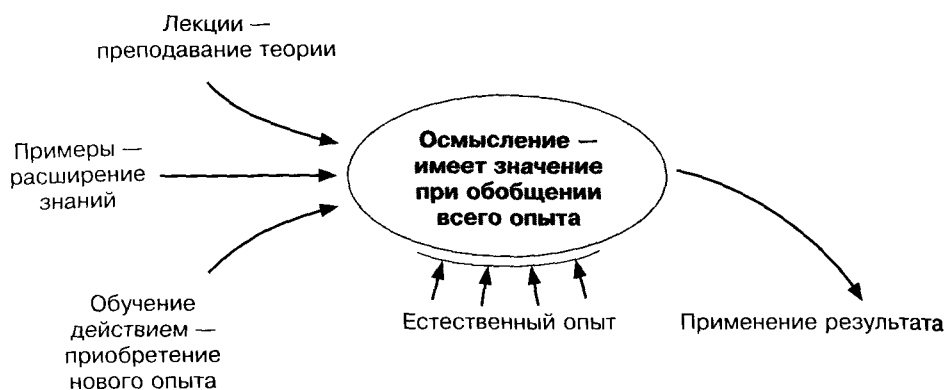 Лекции —
преподавание теории
Примеры —
расширение
знаний
Обучение
действием —
приобретение
нового опыта
Осмысление —
имеет значение
при обобщении
всего опыта
Естественный опыт
Применение результата